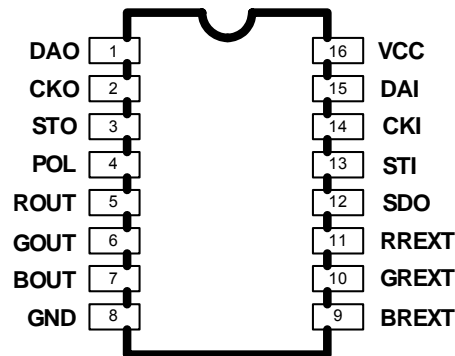 DAO 1 16 VCC
CKO 2 15 DAI
STO 3 14 CKI
POL 4 13 STI
ROUT 5 12 SDO
GOUT 6 11 RREXT
BOUT 7 10 GREXT
GND 8 9 BREXT